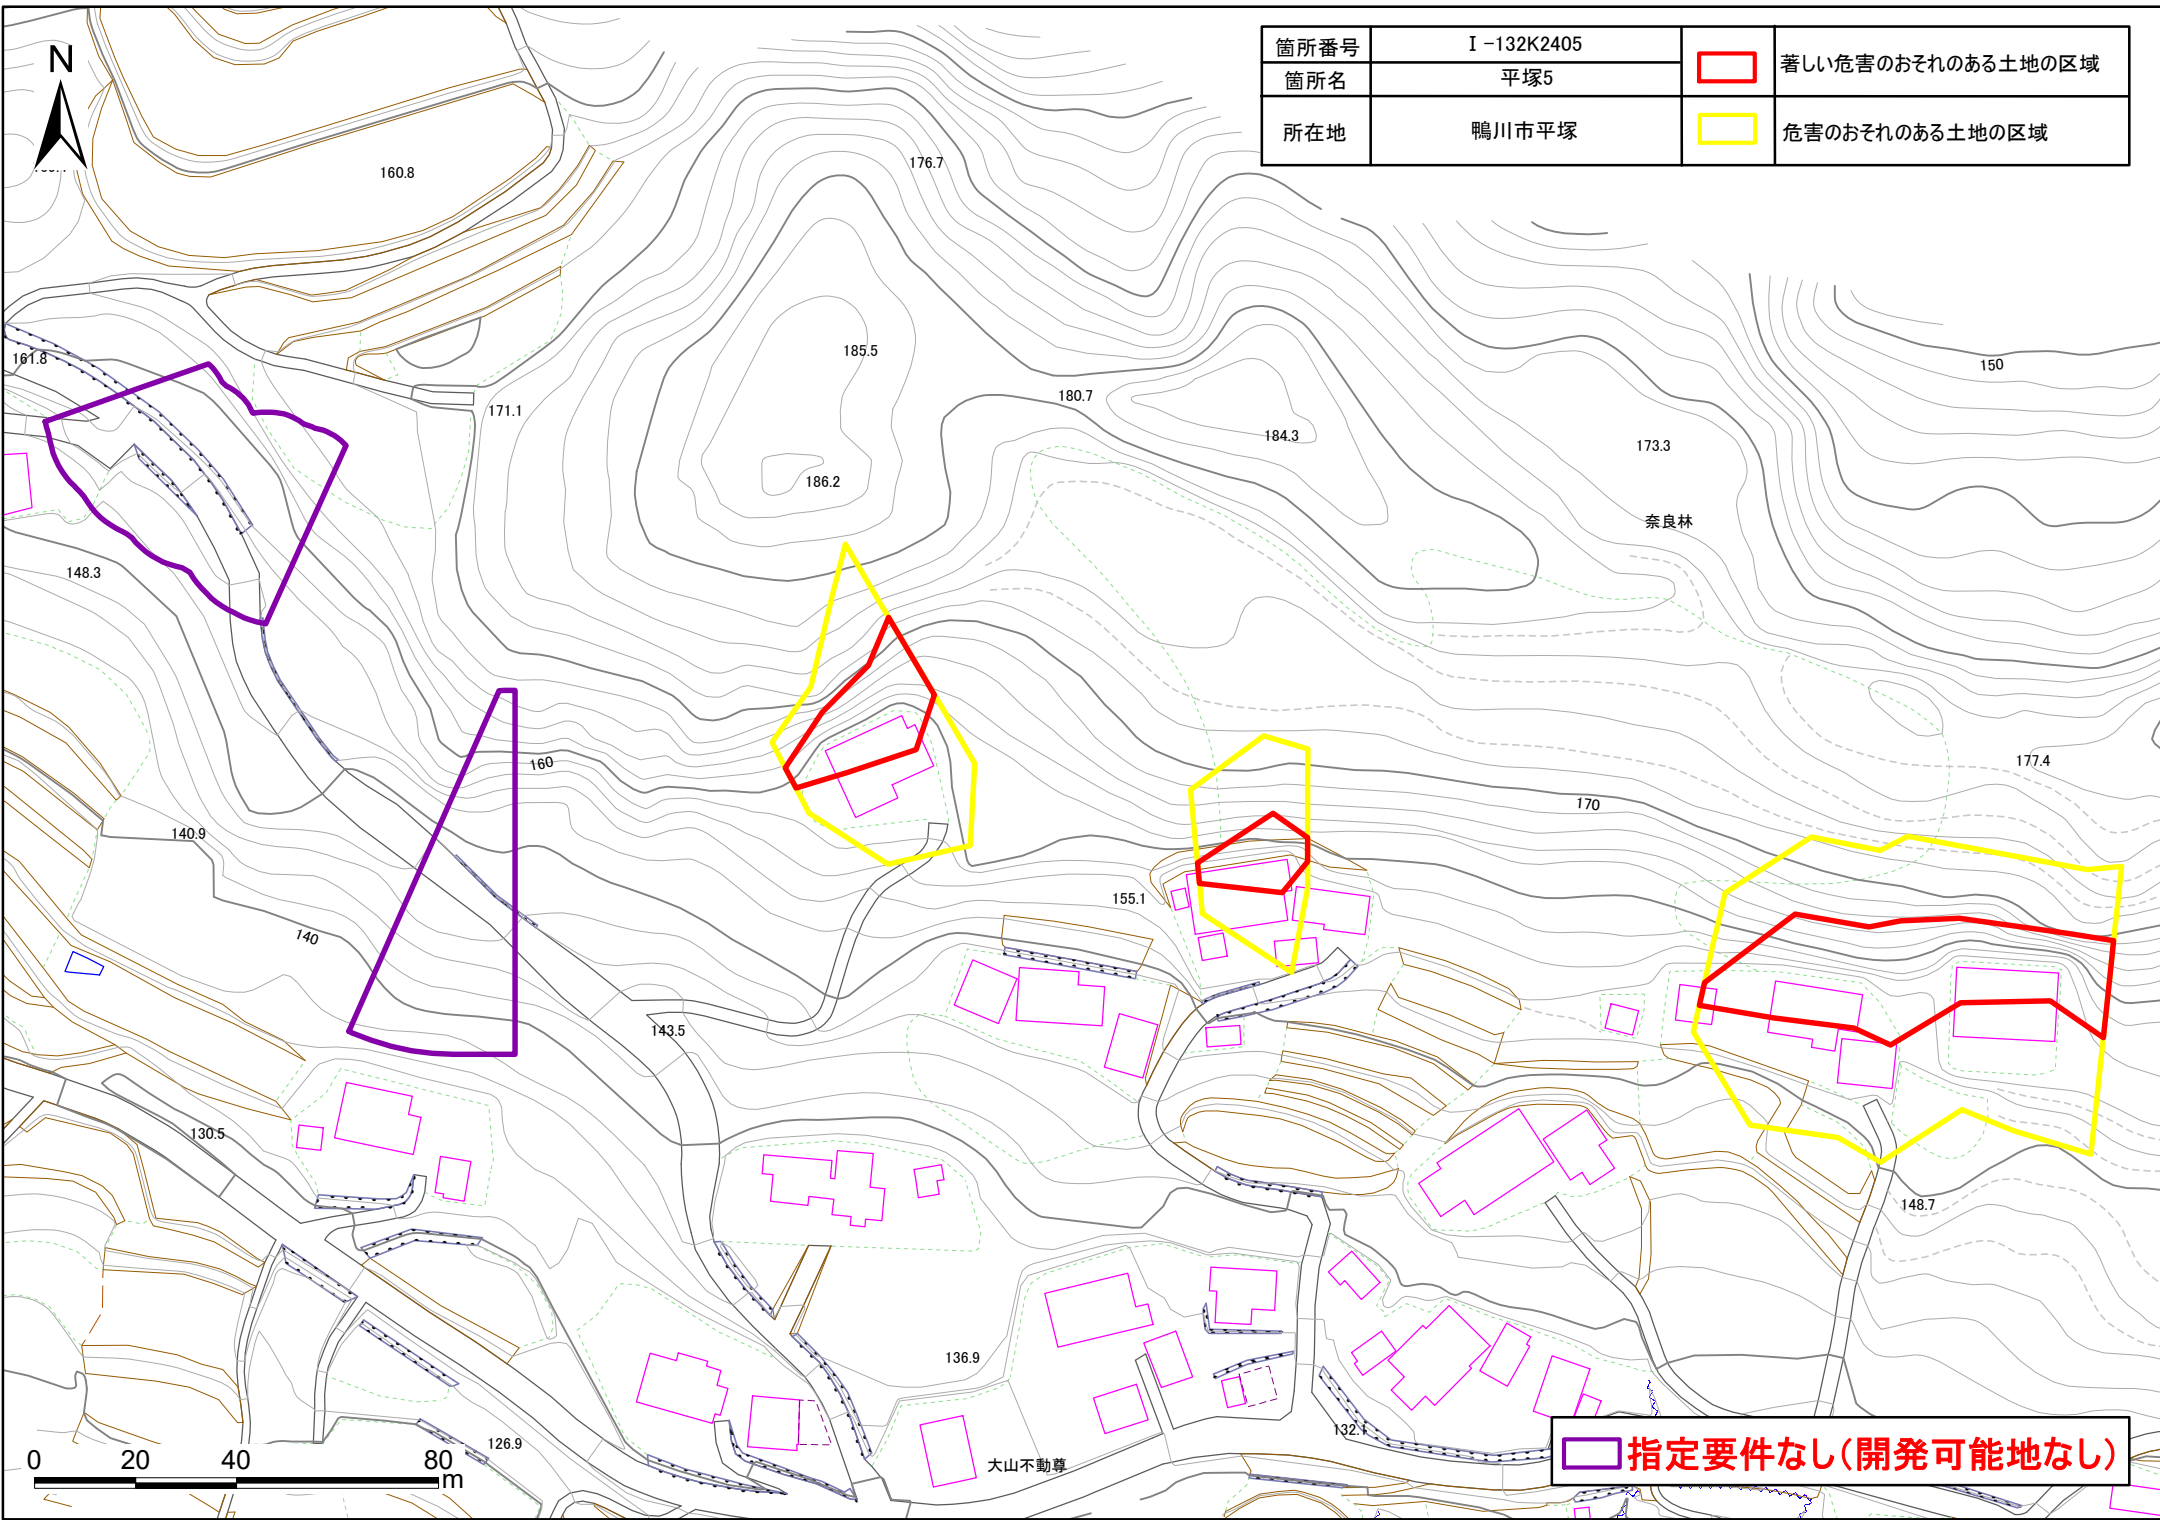 N
箇所番号 Ⅰ-132K2405
著しい危害のおそれのある土地の区域
箇所名 平塚5
所在地 鴨川市平塚
危害のおそれのある土地の区域
160.8
176.7
161.8
185.5
150
171.1
180.7
184.3
173.3
186.2
奈良林
148.3
177.4
160
170
140.9
155.1
140
143.5
130.5
148.7
136.9
132.1
126.9
大山不動尊
0 20 40 80
m
指定要件なし(開発可能地なし)